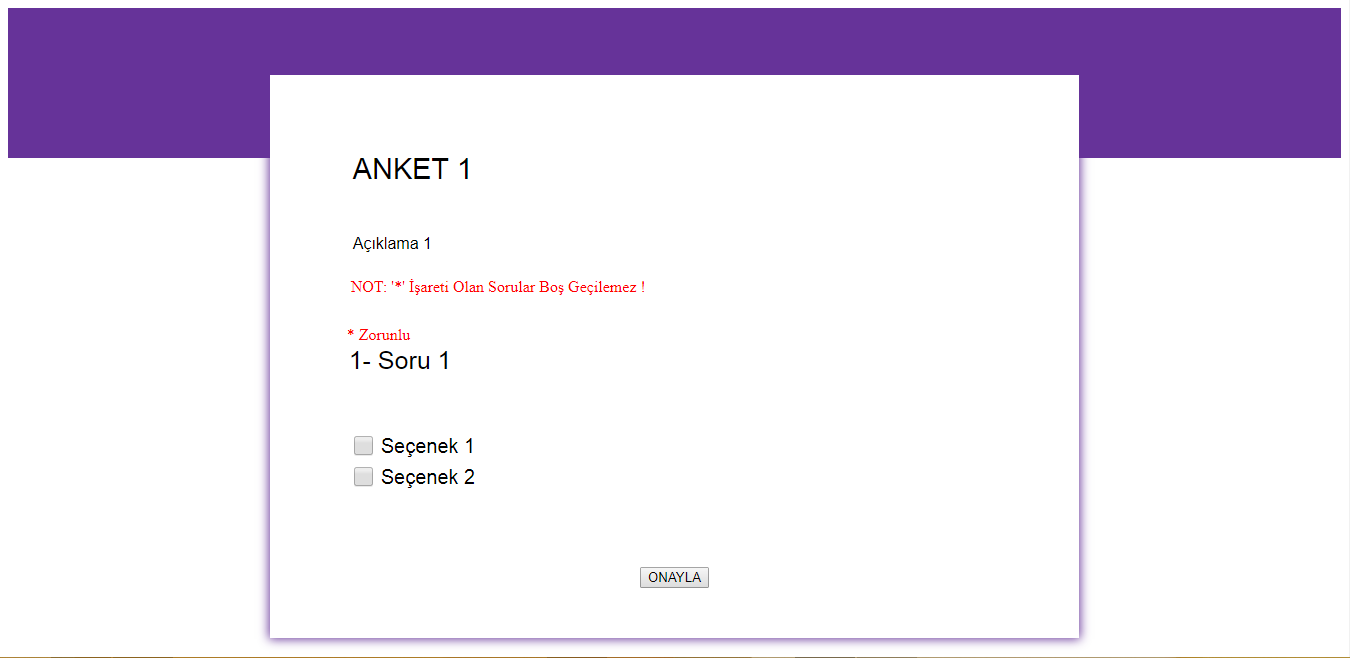 ANKET 1
Açıklama 1
NOT: '*' İşareti Olan Sorular Boş Geçilemez !
* Zorunlu
1- Soru 1
Seçenek 1
Seçenek 2
ONAYLA